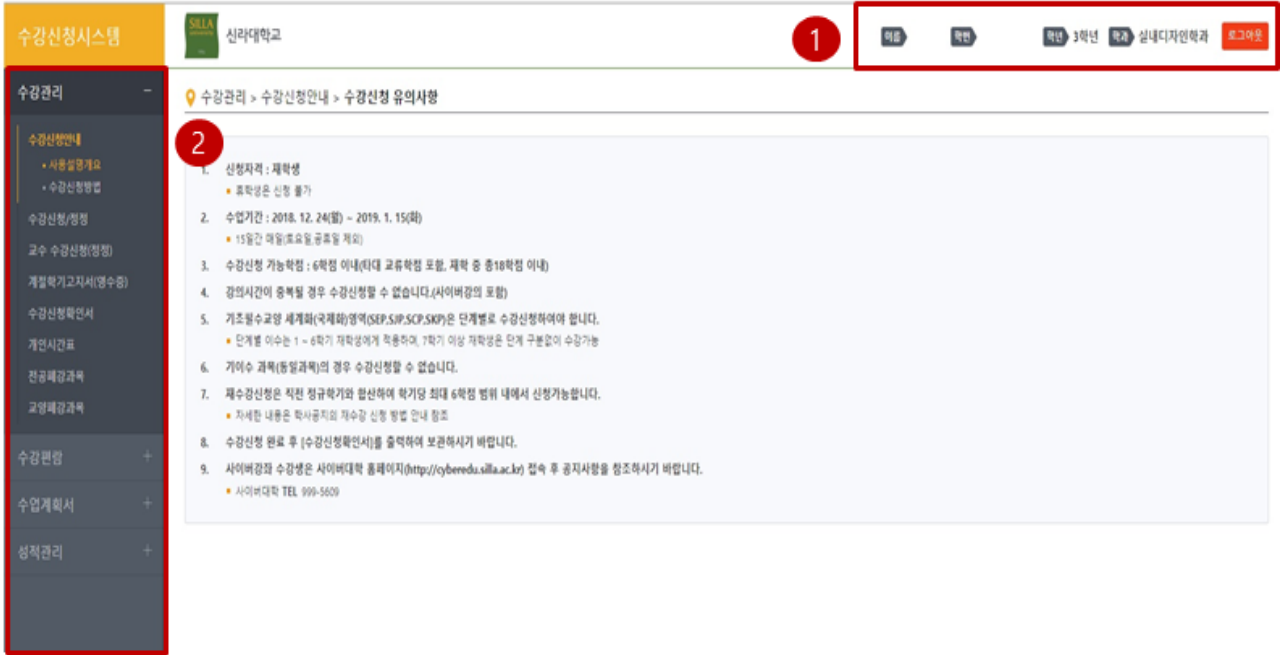 수강신청시스템
SILLA
신라대학교
1
이름
학번
학년 3학년 학과 실내디자인학과 로그아웃
수강관리 −
수강신청안내
• 사용설명개요
• 수강신청방법
수강신청/정정
교수 수강신청(정정)
계절학기고지서(영수증)
수강신청확인서
개인시간표
전공폐강과목
교양폐강과목
수강편람 +
수업계획서 +
성적관리 +
수강관리 > 수강신청안내 > 수강신청 유의사항
2
1. 신청자격 : 재학생
▪ 휴학생은 신청 불가
2. 수업기간 : 2018. 12. 24(월) ~ 2019. 1. 15(화)
▪ 15일간 매일(토요일,공휴일 제외)
3. 수강신청 가능학점 : 6학점 이내(타대 교류학점 포함, 재학 중 총18학점 이내)
4. 강의시간이 중복될 경우 수강신청할 수 없습니다.(사이버강의 포함)
5. 기초필수교양 세계화(국제화)영역(SEP,SJP,SCP,SKP)은 단계별로 수강신청하여야 합니다.
▪ 단계별 이수는 1 ~ 6학기 재학생에게 적용하며, 7학기 이상 재학생은 단계 구분없이 수강가능
6. 기이수 과목(동일과목)의 경우 수강신청할 수 없습니다.
7. 재수강신청은 직전 정규학기와 합산하여 학기당 최대 6학점 범위 내에서 신청가능합니다.
▪ 자세한 내용은 학사공지의 재수강 신청 방법 안내 참조
8. 수강신청 완료 후 [수강신청확인서]를 출력하여 보관하시기 바랍니다.
9. 사이버강좌 수강생은 사이버대학 홈페이지(http://cyberedu.silla.ac.kr) 접속 후 공지사항을 참조하시기 바랍니다.
▪ 사이버대학 TEL 999-5609